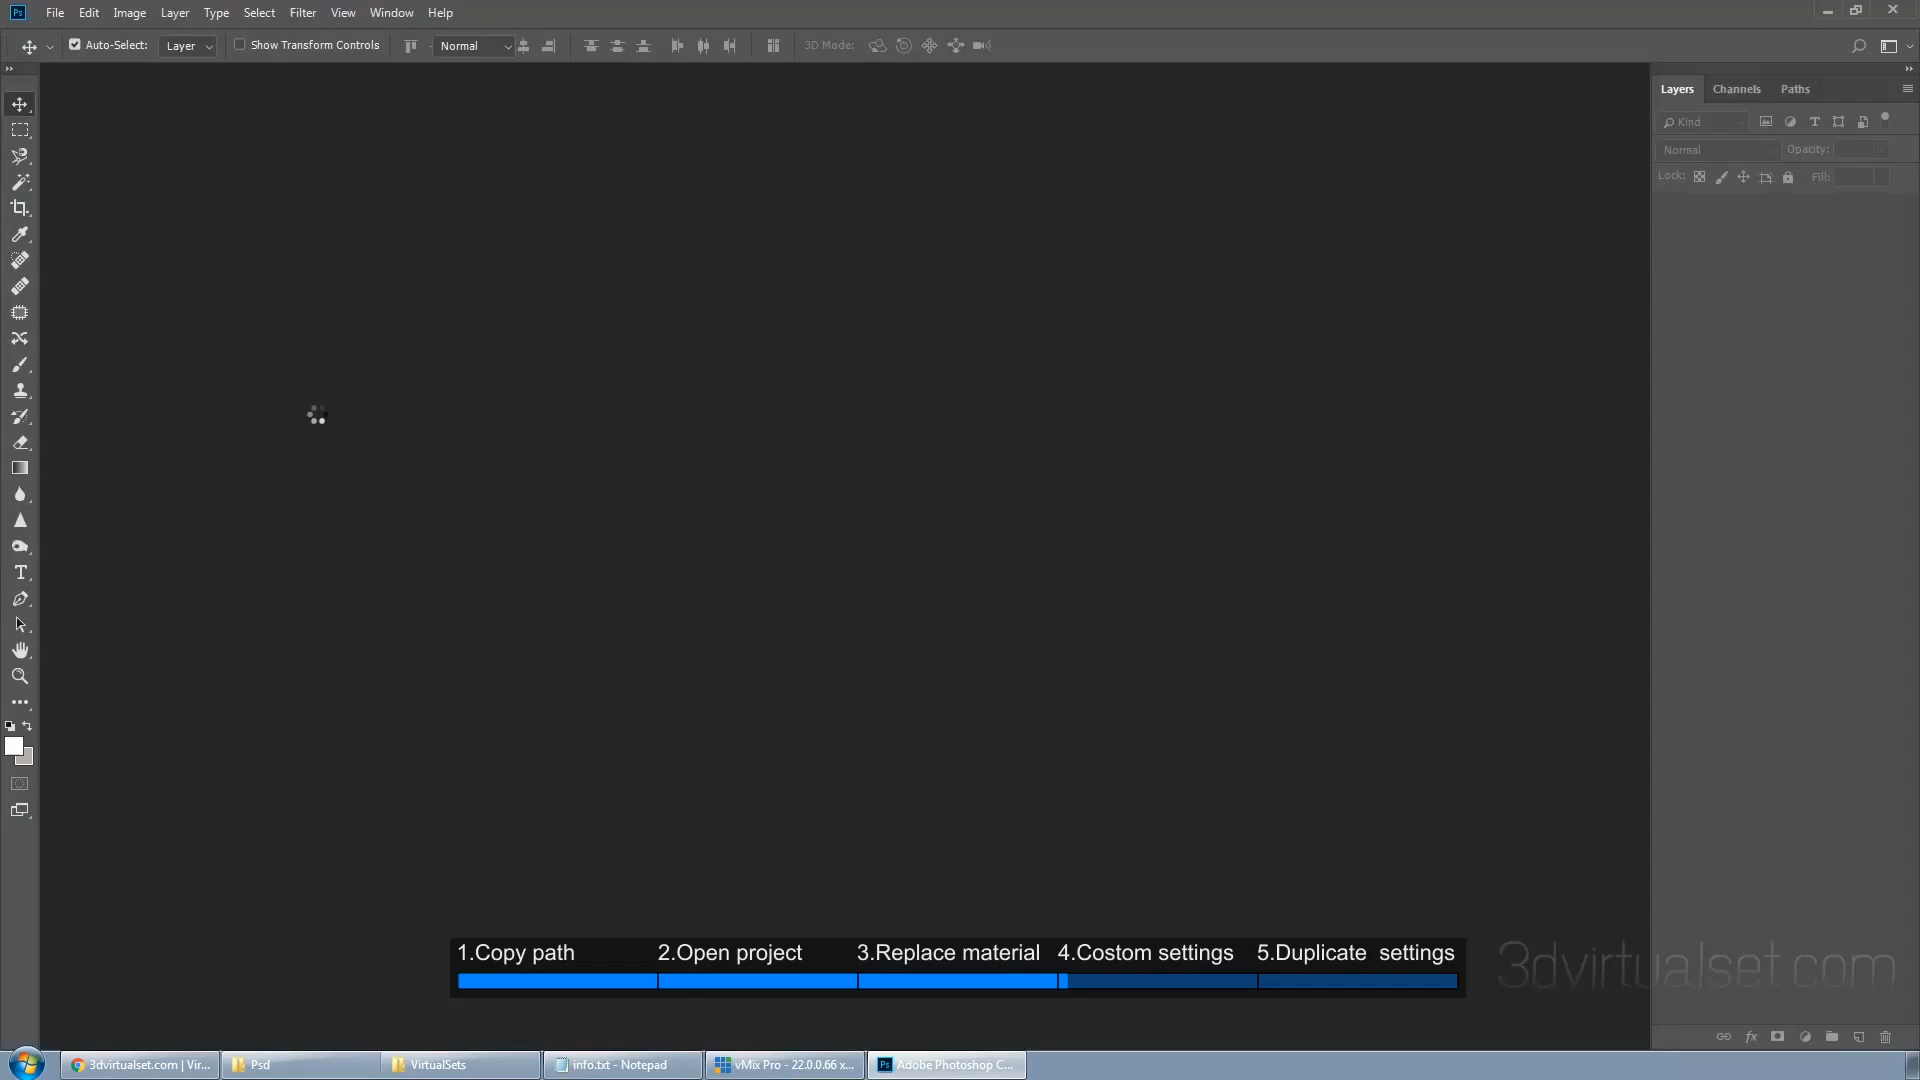 Ps File Edit Image Layer Type Select Filter View Window Help
Auto-Select: Layer Show Transform Controls Normal 3D Mode:
Layers Channels Paths
Kind
Normal Opacity:
Lock: Fill:
1.Copy path 2.Open project 3.Replace material 4.Costom settings 5.Duplicate settings
3dvirtualset.com
3dvirtualset.com | Vir... Psd VirtualSets info.txt - Notepad vMix Pro - 22.0.0.66 x... Ps Adobe Photoshop C...